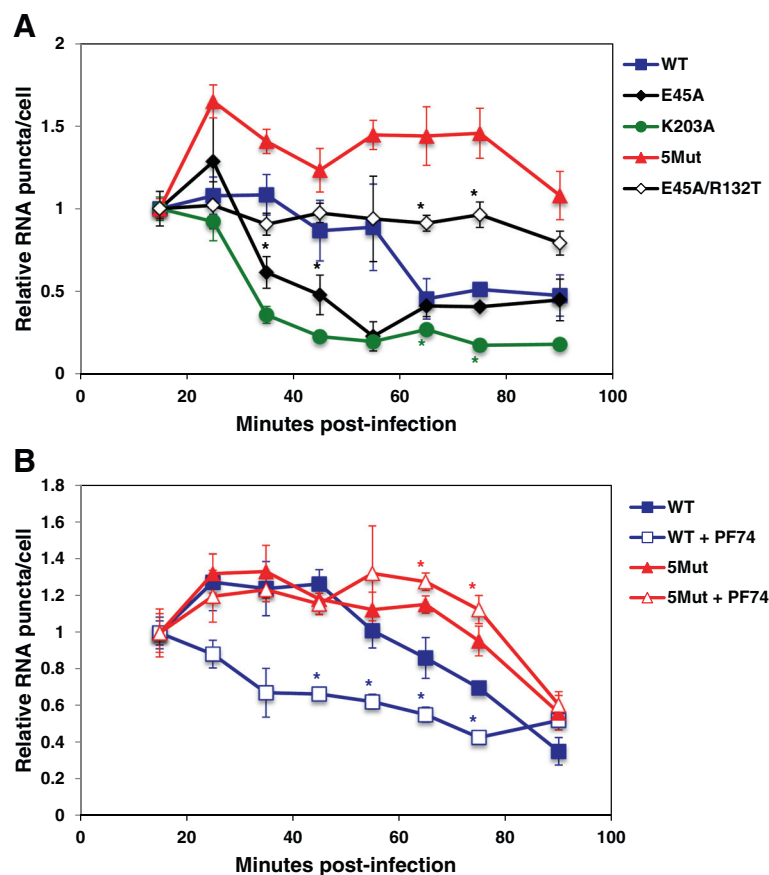 A
2
1.5
1
0.5
0
0 20 40 60 80 100
Relative RNA puncta/cell
Minutes post-infection
WT
E45A
K203A
5Mut
E45A/R132T
* * * *
* *
B
1.8
1.6
1.4
1.2
1
0.8
0.6
0.4
0.2
0
0 20 40 60 80 100
Relative RNA puncta/cell
Minutes post-infection
WT
WT + PF74
5Mut
5Mut + PF74
* *
* * * *